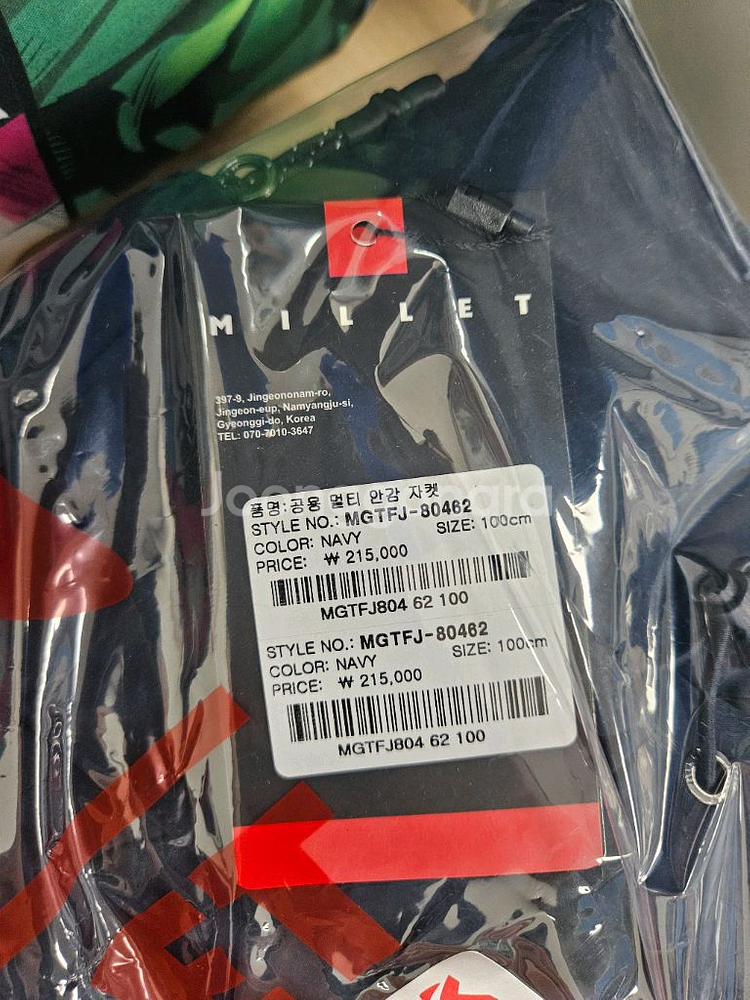 MILLET
397-9, Jingeononam-ro,
Jingeon-eup, Namyangju-si,
Gyeonggi-do, Korea
TEL: 070-7010-3647
품명:공용 멀티 안감 자켓
STYLE NO.: MGTFJ-80462
COLOR: NAVY SIZE: 100cm
PRICE: ₩ 215,000
MGTFJ804 62 100
STYLE NO.: MGTFJ-80462
COLOR: NAVY SIZE: 100cm
PRICE: ₩ 215,000
MGTFJ804 62 100